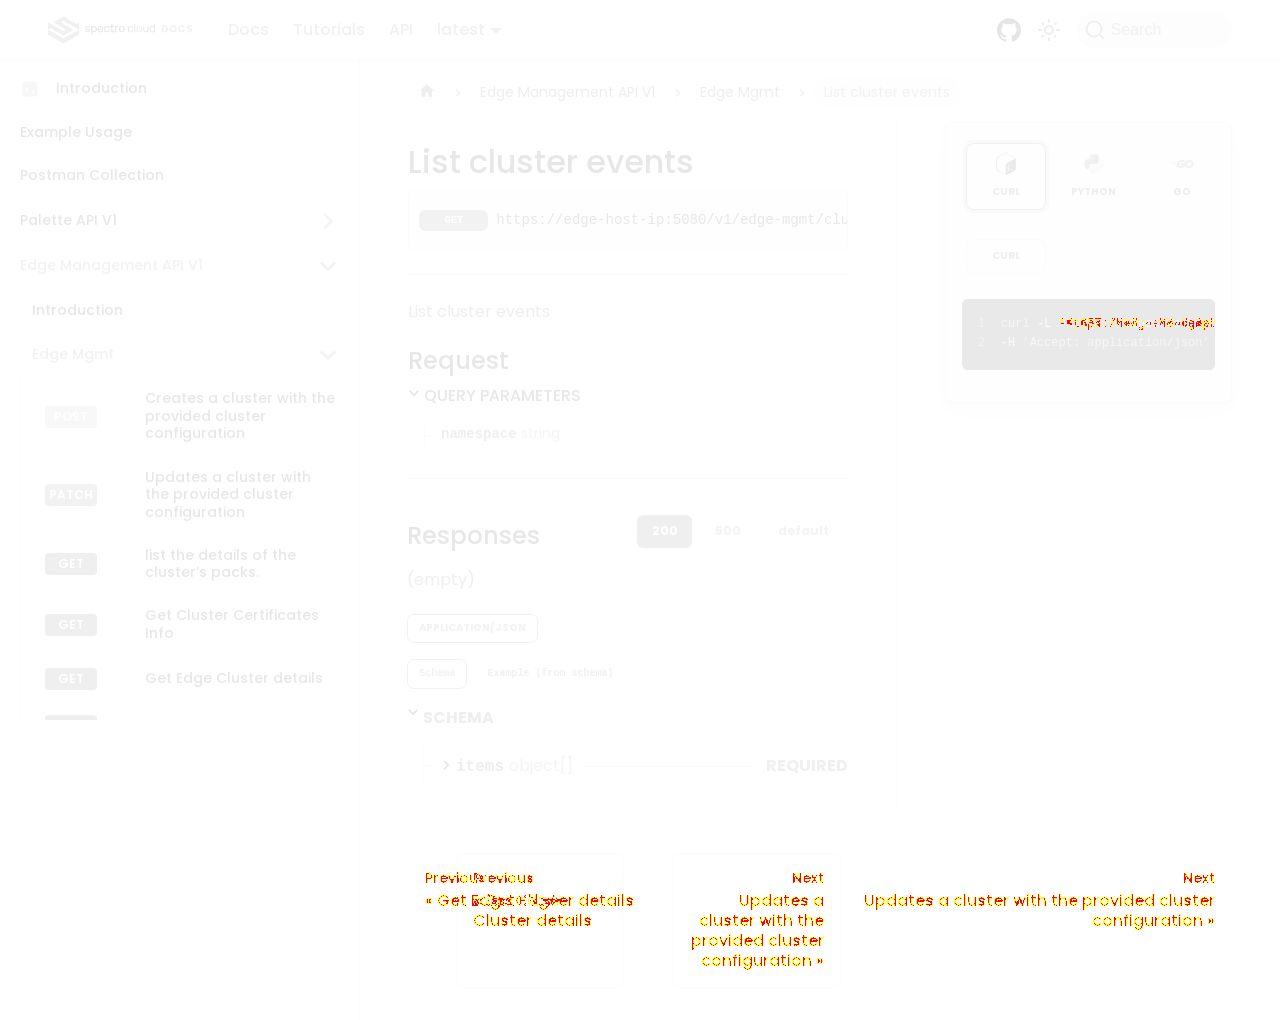 spectro cloud DOCS
Docs Tutorials API latest
Search
Introduction
Example Usage
Postman Collection
Palette API V1
Edge Management API V1
Introduction
Edge Mgmt
POST Creates a cluster with the
provided cluster
configuration
PATCH Updates a cluster with
the provided cluster
configuration
GET list the details of the
cluster's packs.
GET Get Cluster Certificates
Info
GET Get Edge Cluster details
Edge Management API V1 Edge Mgmt List cluster events
List cluster events
GET https://edge-host-ip:5080/v1/edge-mgmt/clu
List cluster events
Request
QUERY PARAMETERS
namespace string
Responses
200 500 default
(empty)
APPLICATION/JSON
Schema Example (from schema)
SCHEMA
items object[] REQUIRED
CURL PYTHON GO
CURL
1 curl -L
2 -H 'Accept: application/json'
Previous
Previous
« Get Edge Cluster details
Cluster details
Next
Updates a
cluster with the
provided cluster
configuration »
Next
Updates a cluster with the provided cluster
configuration »